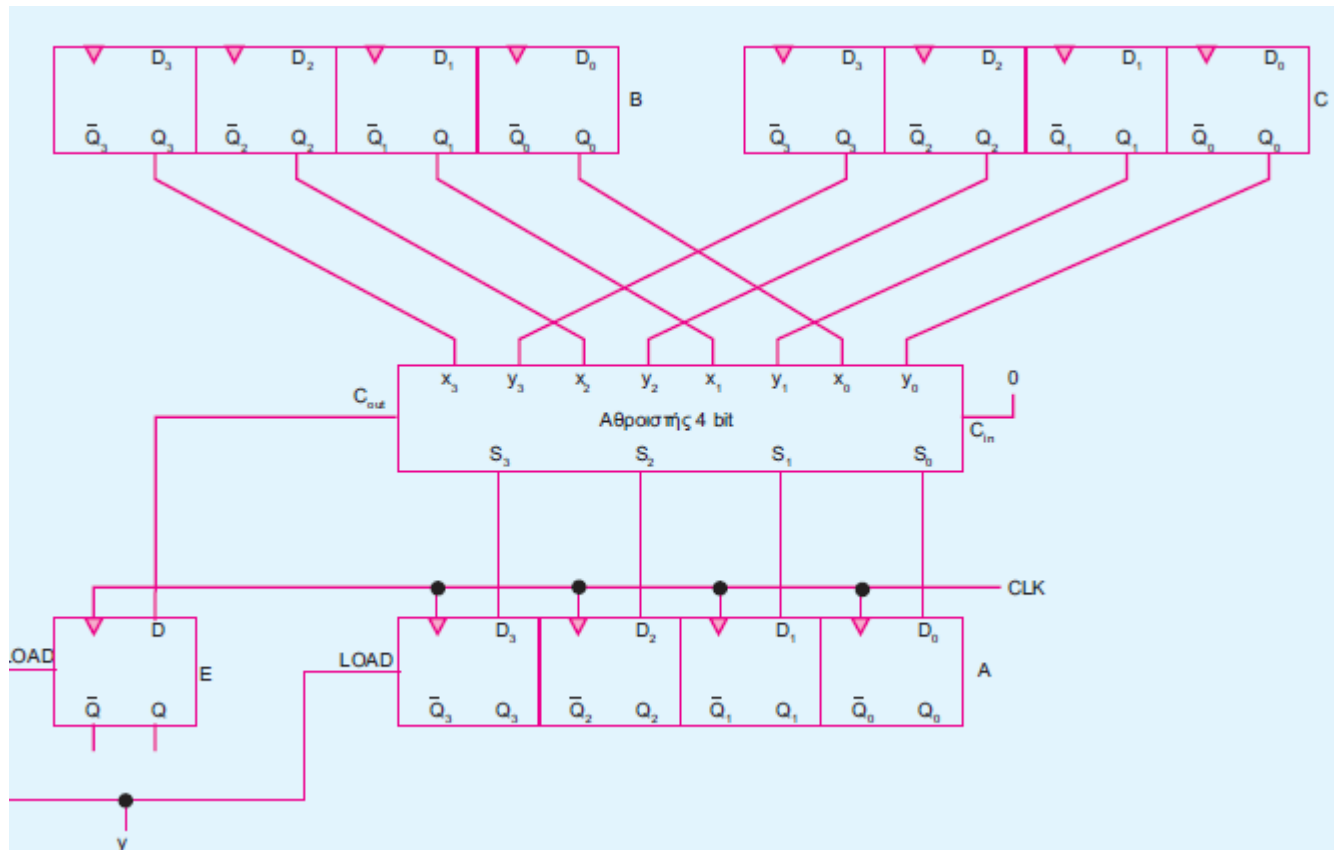 D₃ D₂ D₁ D₀ D₃ D₂ D₁ D₀
B C
Q̅₃ Q₃ Q̅₂ Q₂ Q̅₁ Q₁ Q̅₀ Q₀ Q̅₃ Q₃ Q̅₂ Q₂ Q̅₁ Q₁ Q̅₀ Q₀
x₃ y₃ x₂ y₂ x₁ y₁ x₀ y₀ 0
Cout
Αθροιστής 4 bit
Cin
S₃ S₂ S₁ S₀
CLK
D D₃ D₂ D₁ D₀
LOAD E LOAD A
Q̅ Q Q̅₃ Q₃ Q̅₂ Q₂ Q̅₁ Q₁ Q̅₀ Q₀
y